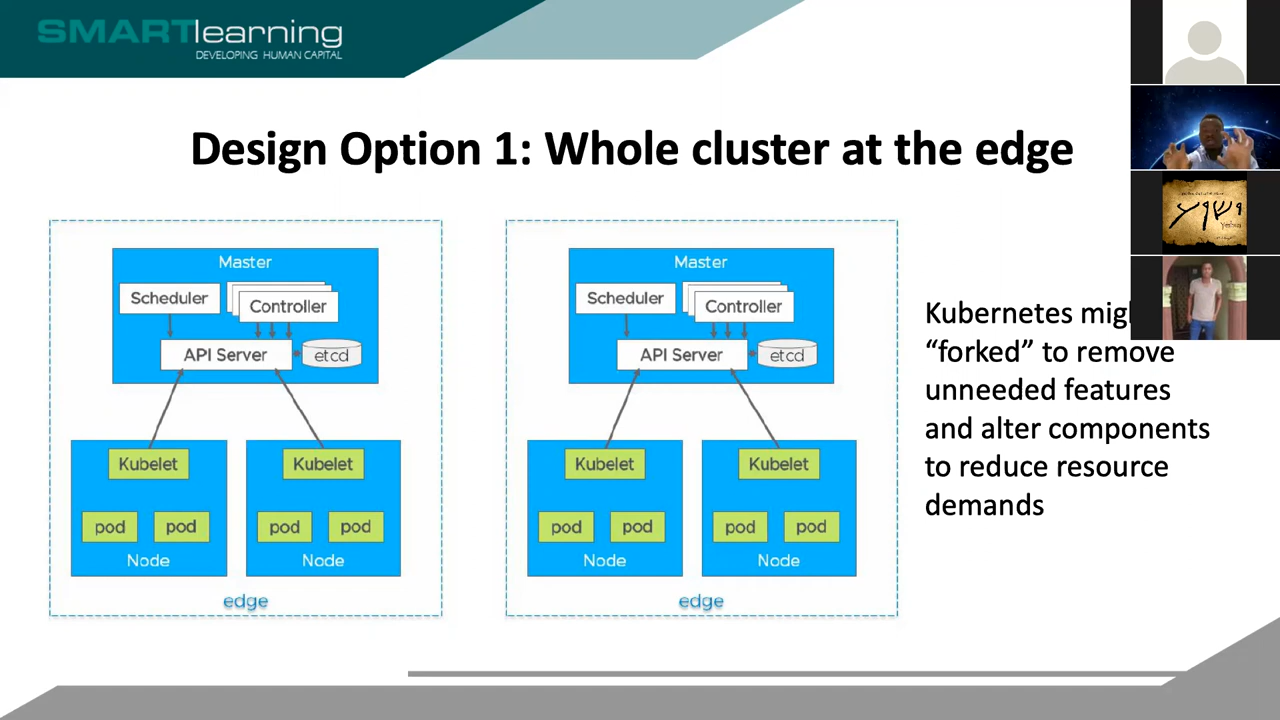 SMARTlearning
DEVELOPING HUMAN CAPITAL
Design Option 1: Whole cluster at the edge
Master
Scheduler
Controller
API Server
etcd
Kubelet
Kubelet
pod
pod
pod
pod
Node
Node
edge
Master
Scheduler
Controller
API Server
etcd
Kubelet
Kubelet
pod
pod
pod
pod
Node
Node
edge
Kubernetes
“forked” to remove
unneeded features
and alter components
to reduce resource
demands